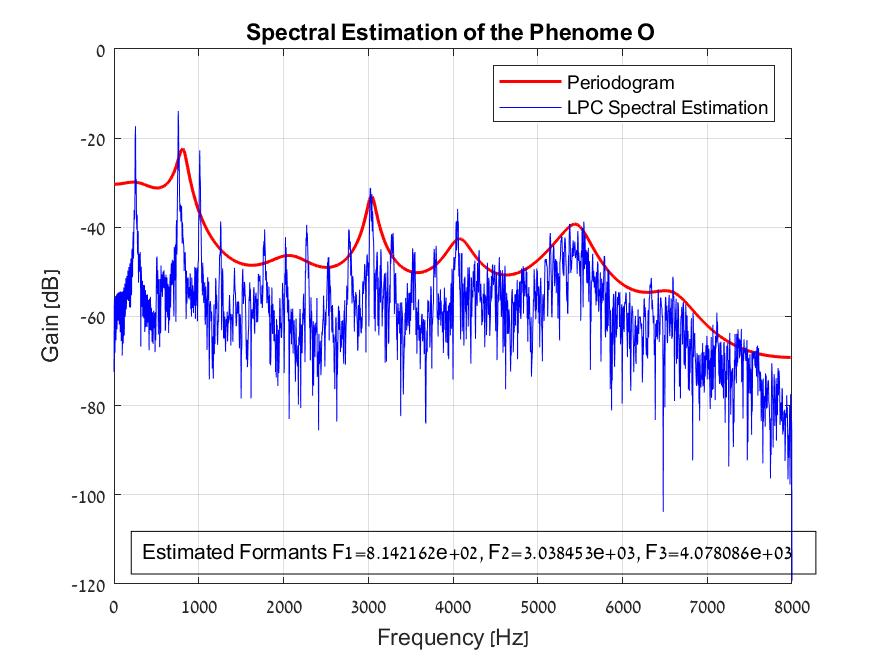 Spectral Estimation of the Phenome O
Periodogram
LPC Spectral Estimation
0
-20
-40
-60
-80
-100
-120
Gain [dB]
Estimated Formants F1=8.142162e+02, F2=3.038453e+03, F3=4.078086e+03
0 1000 2000 3000 4000 5000 6000 7000 8000
Frequency [Hz]